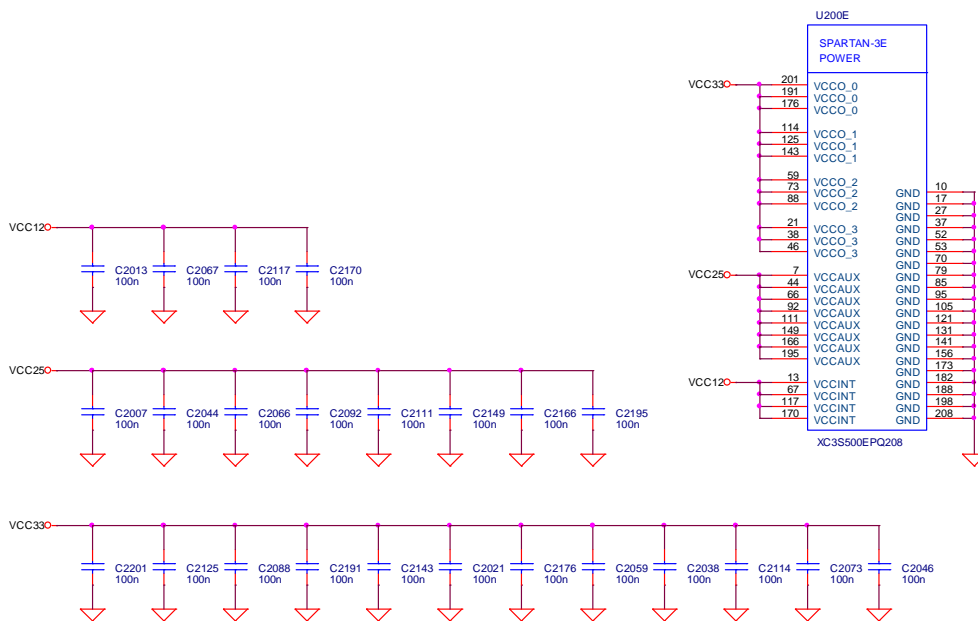 U200E
SPARTAN-3E
POWER
VCC33
201 VCCO_0
191 VCCO_0
176 VCCO_0
114 VCCO_1
125 VCCO_1
143 VCCO_1
59 VCCO_2
73 VCCO_2
88 VCCO_2
21 VCCO_3
38 VCCO_3
46 VCCO_3
VCC25
7 VCCAUX
44 VCCAUX
66 VCCAUX
92 VCCAUX
111 VCCAUX
149 VCCAUX
166 VCCAUX
195 VCCAUX
VCC12
13 VCCINT
67 VCCINT
117 VCCINT
170 VCCINT
GND 10
GND 17
GND 27
GND 37
GND 52
GND 53
GND 70
GND 79
GND 85
GND 95
GND 105
GND 121
GND 131
GND 141
GND 156
GND 173
GND 182
GND 188
GND 198
GND 208
XC3S500EPQ208
VCC12
C2013 C2067 C2117 C2170
100n 100n 100n 100n
VCC25
C2007 C2044 C2066 C2092 C2111 C2149 C2166 C2195
100n 100n 100n 100n 100n 100n 100n 100n
VCC33
C2201 C2125 C2088 C2191 C2143 C2021 C2176 C2059 C2038 C2114 C2073 C2046
100n 100n 100n 100n 100n 100n 100n 100n 100n 100n 100n 100n